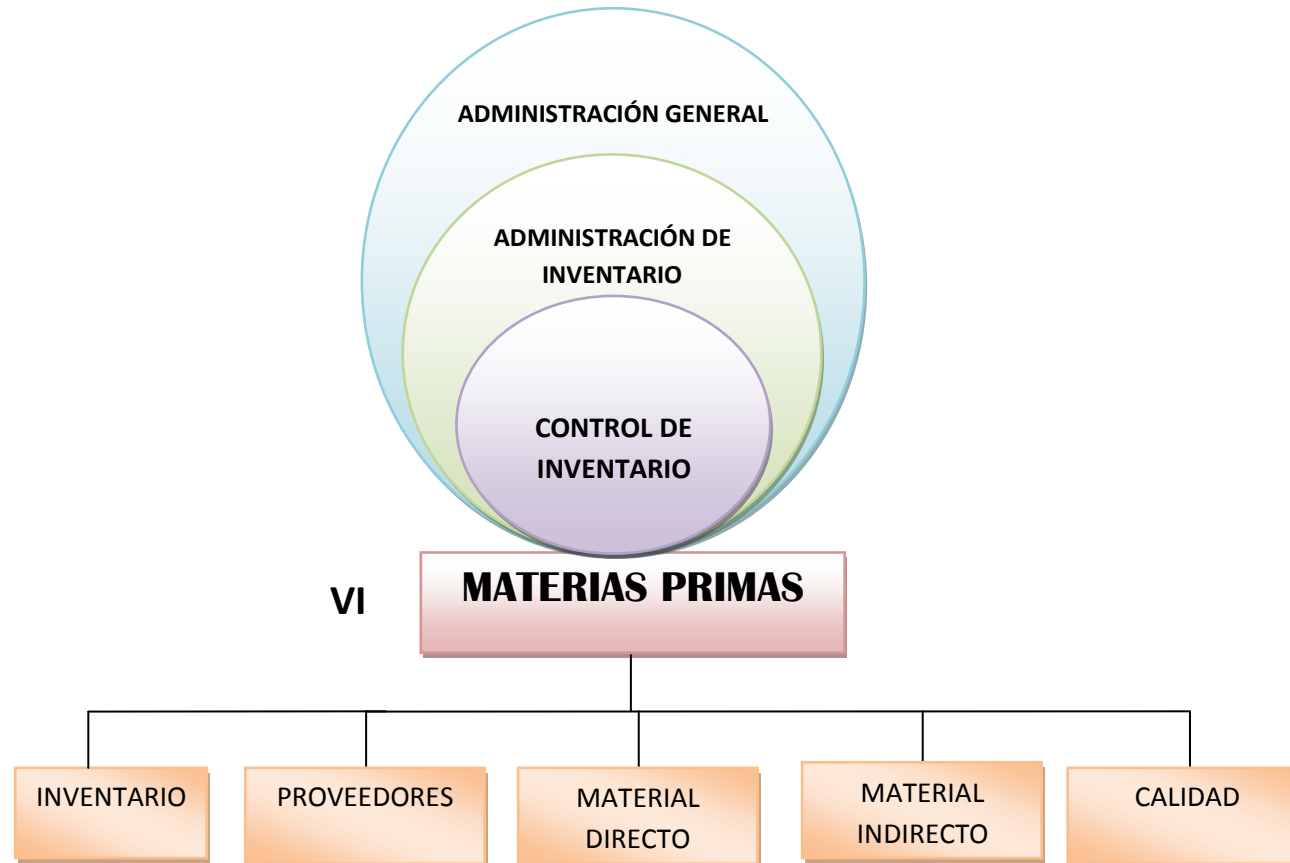 ADMINISTRACIÓN GENERAL
ADMINISTRACIÓN DE
INVENTARIO
CONTROL DE
INVENTARIO
VI
MATERIAS PRIMAS
INVENTARIO
PROVEEDORES
MATERIAL
DIRECTO
MATERIAL
INDIRECTO
CALIDAD